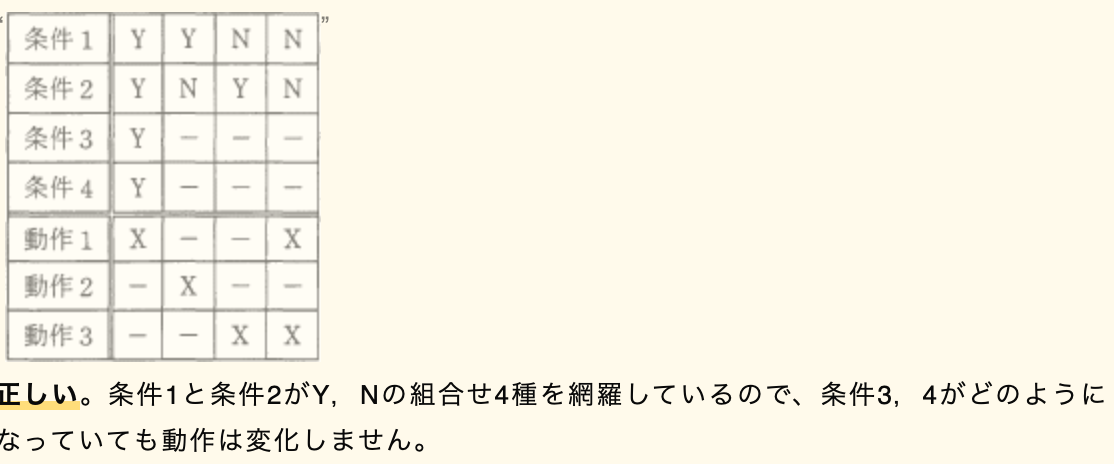 “
条件1 Y Y N N ”
条件2 Y N Y N
条件3 Y － － －
条件4 Y － － －
動作1 X － － X
動作2 － X － －
動作3 － － X X
正しい。条件1と条件2がY，Nの組合せ4種を網羅しているので、条件3，4がどのように
なっていても動作は変化しません。